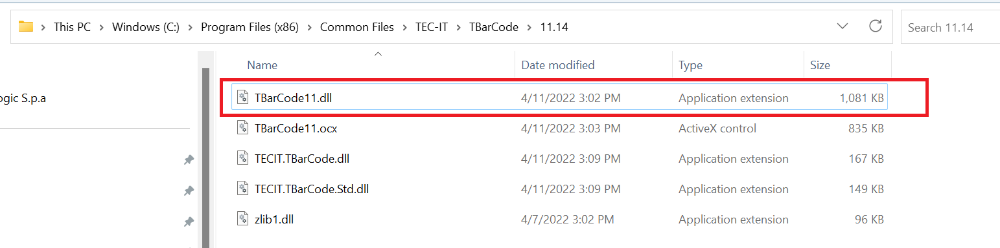 This PC > Windows (C:) > Program Files (x86) > Common Files > TEC-IT > TBarCode > 11.14
Search 11.14
Name Date modified Type Size
ogic S.p.a
TBarCode11.dll 4/11/2022 3:02 PM Application extension 1,081 KB
TBarCode11.ocx 4/11/2022 3:03 PM ActiveX control 835 KB
TECIT.TBarCode.dll 4/11/2022 3:09 PM Application extension 167 KB
TECIT.TBarCode.Std.dll 4/11/2022 3:09 PM Application extension 149 KB
zlib1.dll 4/7/2022 3:02 PM Application extension 96 KB